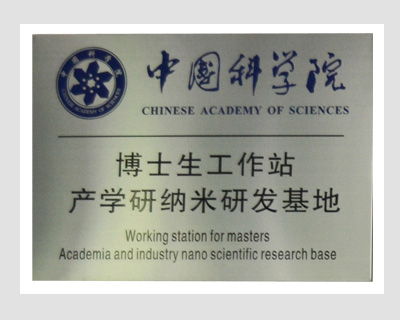 中国科学院
CHINESE ACADEMY OF SCIENCES
博士生工作站
产学研纳米研发基地
Working station for masters
Academia and industry nano scientific research base